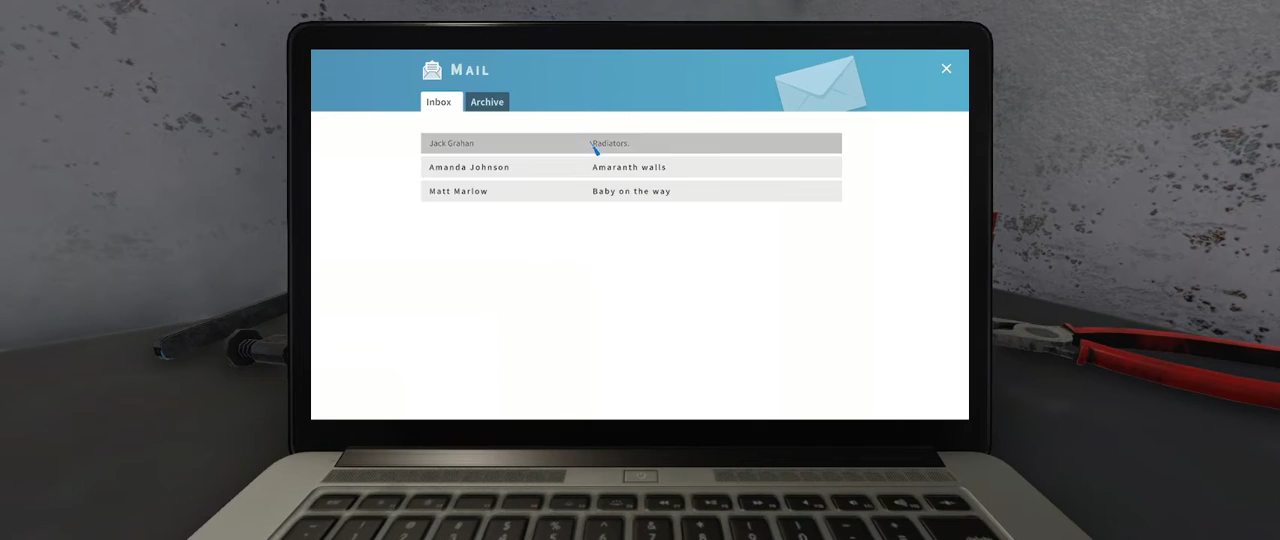 Mail
Inbox Archive
Jack Grahan Radiators.
Amanda Johnson Amaranth walls
Matt Marlow Baby on the way